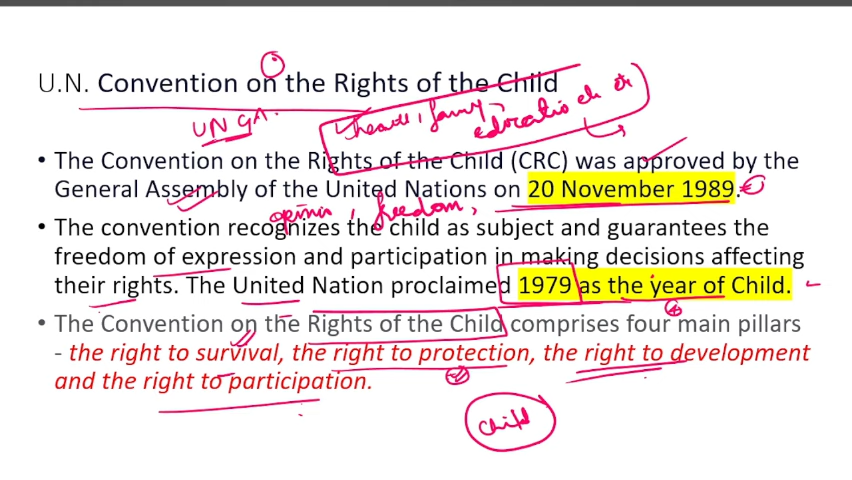 U.N. Convention on the Rights of the Child
UN GA.
health, family,
education etc
• The Convention on the Rights of the Child (CRC) was approved by the
General Assembly of the United Nations on 20 November 1989.
opinion, freedom,
• The convention recognizes the child as subject and guarantees the
freedom of expression and participation in making decisions affecting
their rights. The United Nation proclaimed 1979 as the year of Child.
• The Convention on the Rights of the Child comprises four main pillars
- the right to survival, the right to protection, the right to development
and the right to participation.
child